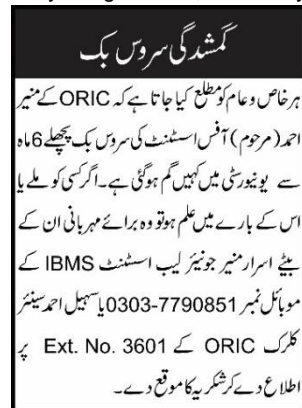 گمشدگی سروس بک
ہر خاص و عام کو مطلع کیا جاتا ہے کہ ORIC کے منیر
احمد (مرحوم) آفس اسسٹنٹ کی سروس بک پچھلے 6 ماہ
سے یونیورسٹی میں کہیں گم ہوگئی ہے۔ اگر کسی کو ملے یا
اس کے بارے میں علم ہو تو وہ برائے مہربانی ان کے
بیٹے اسرار منیر جونیئر لیب اسسٹنٹ IBMS کے
موبائل نمبر 0303-7790851 یا سہیل احمد سینئر
کلرک ORIC کے Ext. No. 3601 پر
اطلاع دے کر شکریہ کا موقع دے۔